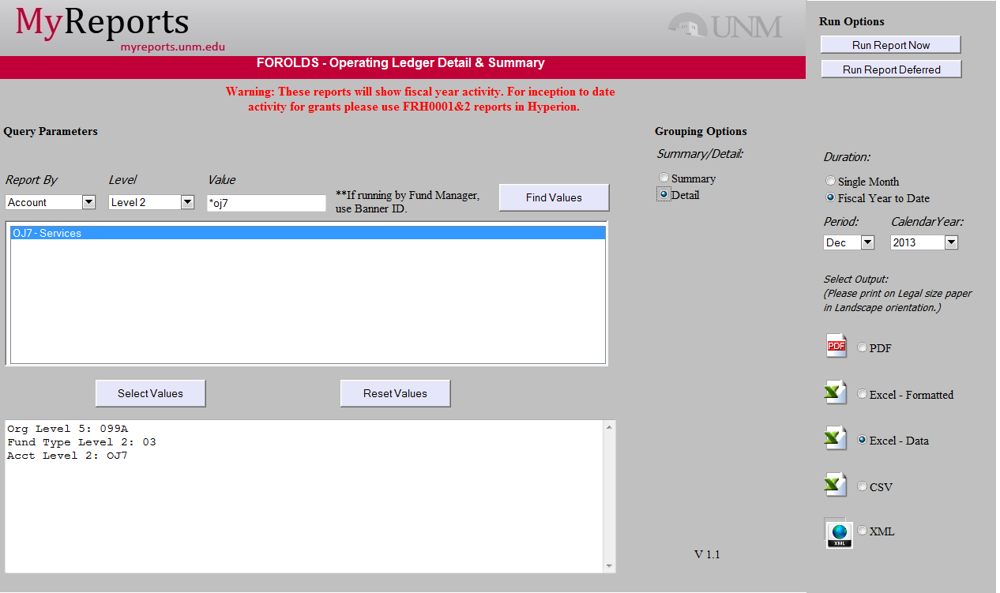 MyReports
myreports.unm.edu
UNM
FOROLDS - Operating Ledger Detail & Summary
Warning: These reports will show fiscal year activity. For inception to date
activity for grants please use FRH0001&2 reports in Hyperion.
Query Parameters
Report By
Level
Value
Account
Level 2
*oj7
**If running by Fund Manager,
use Banner ID.
Find Values
OJ7 - Services
Select Values
Reset Values
Org Level 5: 099A
Fund Type Level 2: 03
Acct Level 2: OJ7
Grouping Options
Summary/Detail:
Summary
Detail
V 1.1
Run Options
Run Report Now
Run Report Deferred
Duration:
Single Month
Fiscal Year to Date
Period:
CalendarYear:
Dec
2013
Select Output:
(Please print on Legal size paper
in Landscape orientation.)
PDF
PDF
Excel - Formatted
Excel - Data
CSV
XML
XML